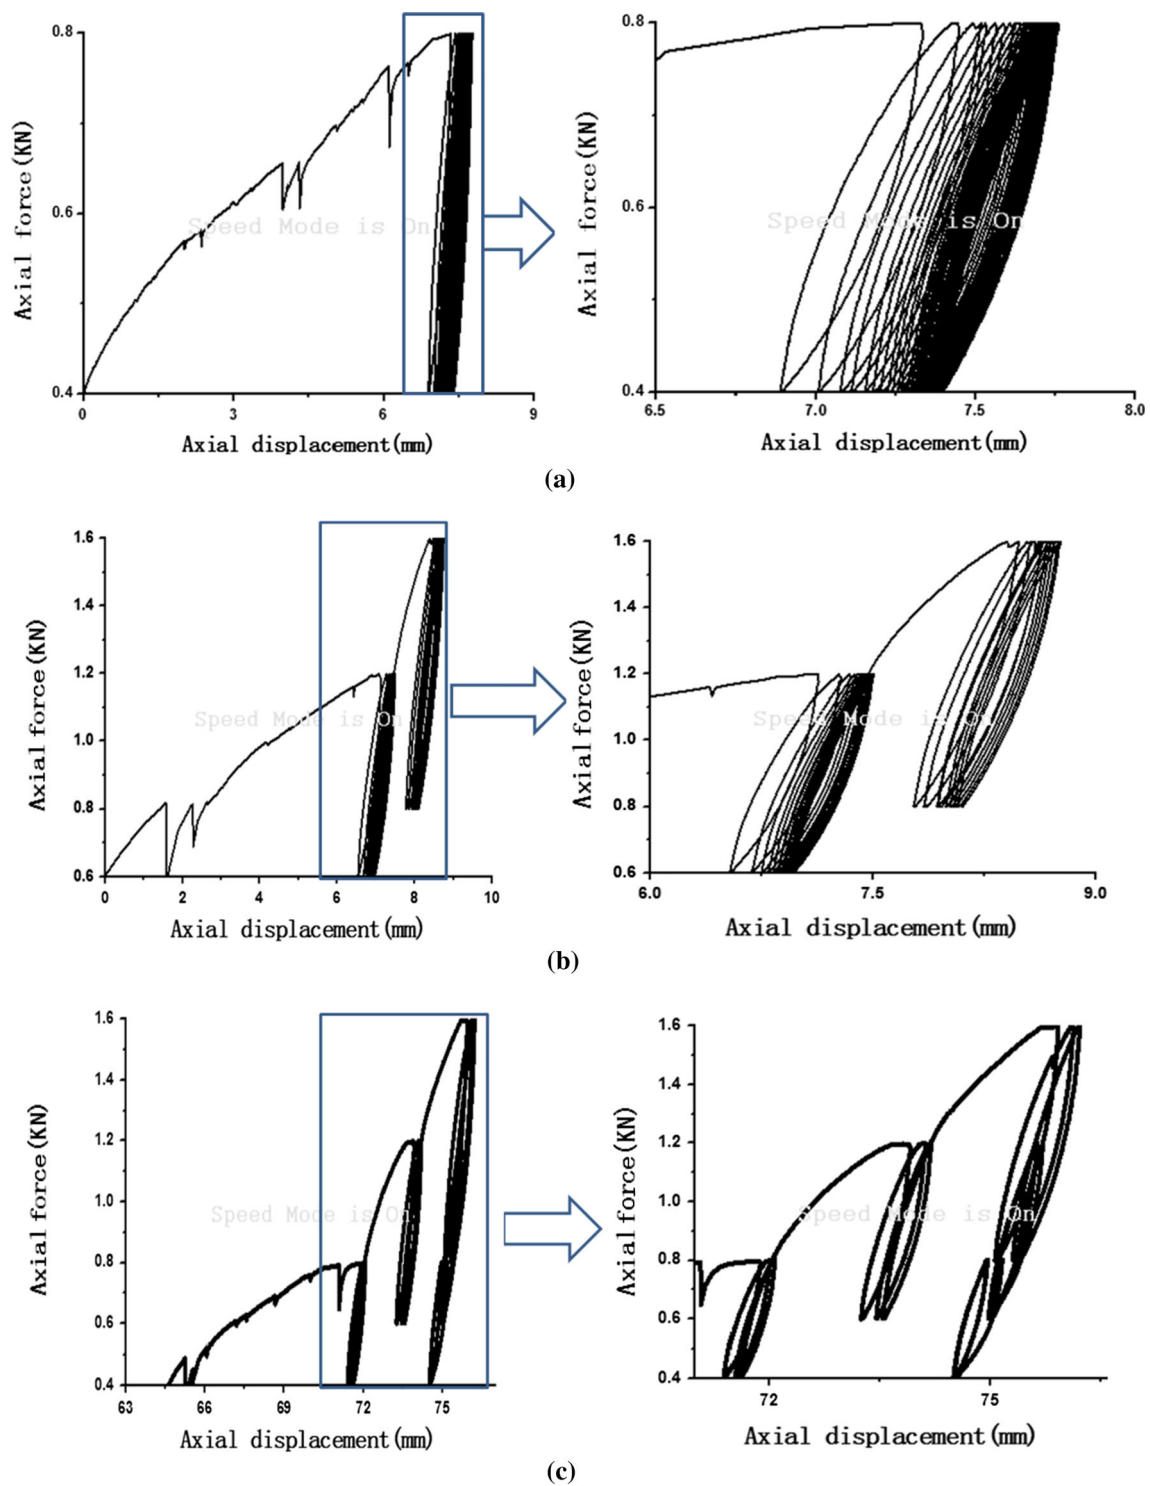 0.8
0.6
0.4
0 3 6 9
Axial force(KN)
Axial displacement(mm)
Speed Mode is On
0.8
0.6
0.4
6.5 7.0 7.5 8.0
Axial force(KN)
Axial displacement(mm)
Speed Mode is On
(a)
1.6
1.4
1.2
1.0
0.8
0.6
0 2 4 6 8 10
Axial force(KN)
Axial displacement(mm)
Speed Mode is On
1.6
1.4
1.2
1.0
0.8
0.6
6.0 7.5 9.0
Axial force(KN)
Axial displacement(mm)
Speed Mode is On
(b)
1.6
1.4
1.2
1.0
0.8
0.6
0.4
63 66 69 72 75
Axial force(KN)
Axial displacement(mm)
Speed Mode is On
1.6
1.4
1.2
1.0
0.8
0.6
0.4
72 75
Axial force(KN)
Axial displacement(mm)
Speed Mode is On
(c)